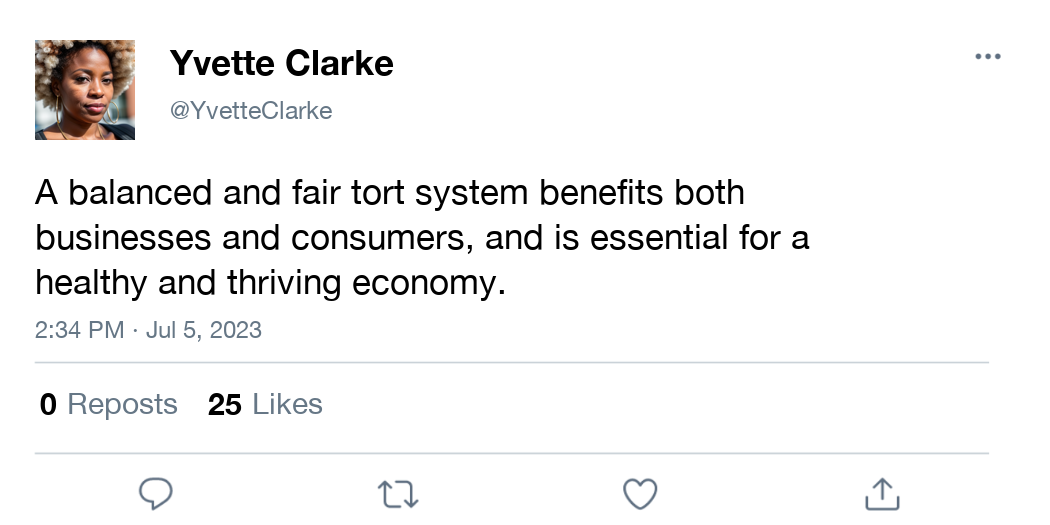 Yvette Clarke
@YvetteClarke
A balanced and fair tort system benefits both
businesses and consumers, and is essential for a
healthy and thriving economy.
2:34 PM · Jul 5, 2023
0 Reposts 25 Likes